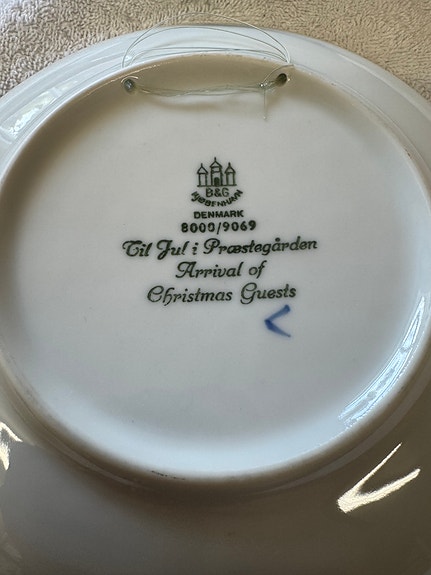 B&G
KJØBENHAVN
DENMARK
8000/9069
Til Jul i Præstegården
Arrival of
Christmas Guests